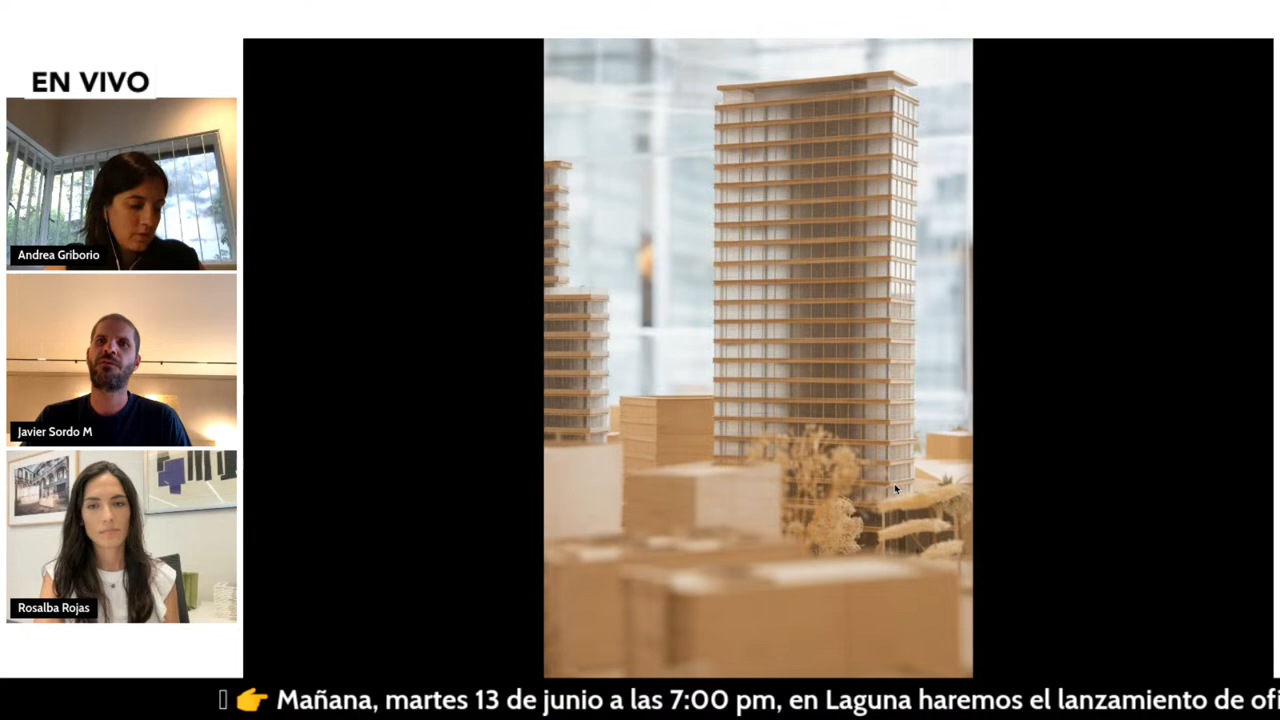 EN VIVO
Andrea Griborio
Javier Sordo M
Rosalba Rojas
👉 Mañana, martes 13 de junio a las 7:00 pm, en Laguna haremos el lanzamiento de ofi